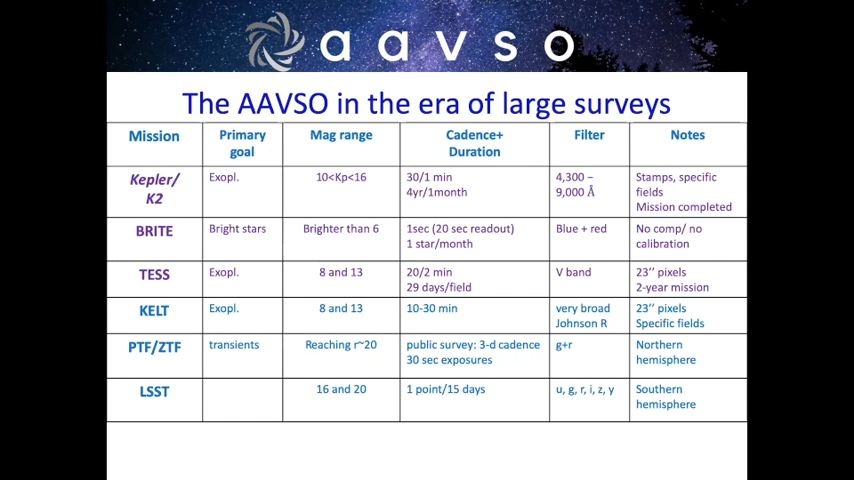 aavso
The AAVSO in the era of large surveys
Mission Primary goal Mag range Cadence+ Duration Filter Notes
Kepler/ K2 Exopl. 10<Kp<16 30/1 min 4yr/1month 4,300 – 9,000 Å Stamps, specific fields Mission completed
BRITE Bright stars Brighter than 6 1sec (20 sec readout) 1 star/month Blue + red No comp/ no calibration
TESS Exopl. 8 and 13 20/2 min 29 days/field V band 23’’ pixels 2-year mission
KELT Exopl. 8 and 13 10-30 min very broad Johnson R 23’’ pixels Specific fields
PTF/ZTF transients Reaching r~20 public survey: 3-d cadence 30 sec exposures g+r Northern hemisphere
LSST 16 and 20 1 point/15 days u, g, r, i, z, y Southern hemisphere